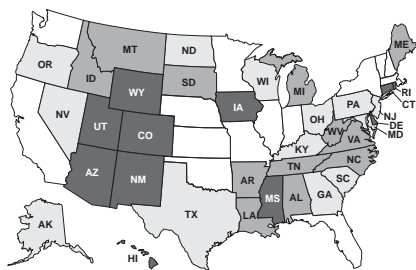 ME
MT
ND
OR
ID
SD
WI
MI
WY
RI
CT
IA
PA
NV
OH
NJ
DE
UT
CO
WV
MD
VA
KY
NC
TN
AZ
NM
AR
SC
MS
AL
GA
LA
TX
AK
HI